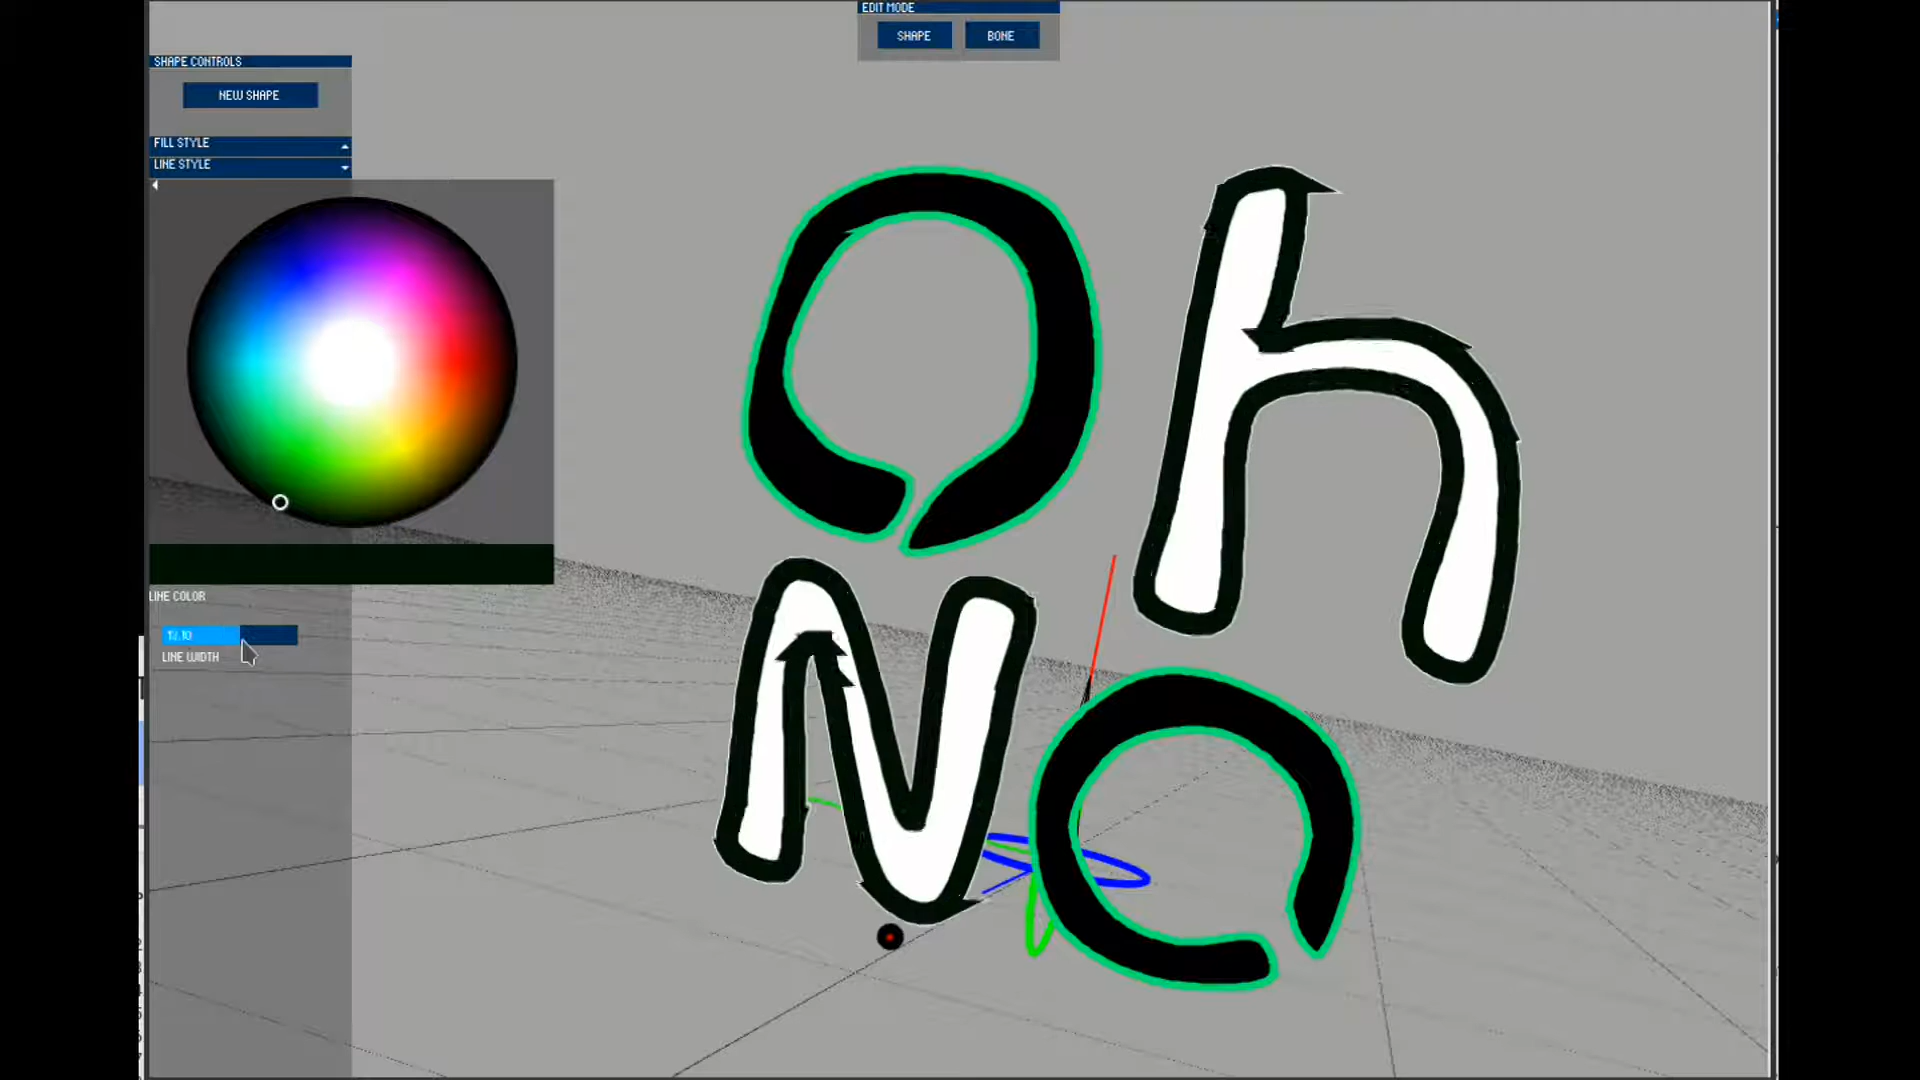 EDIT MODE
SHAPE BONE
SHAPE CONTROLS
NEW SHAPE
FILL STYLE
LINE STYLE
Oh
No
LINE COLOR
LINE WIDTH